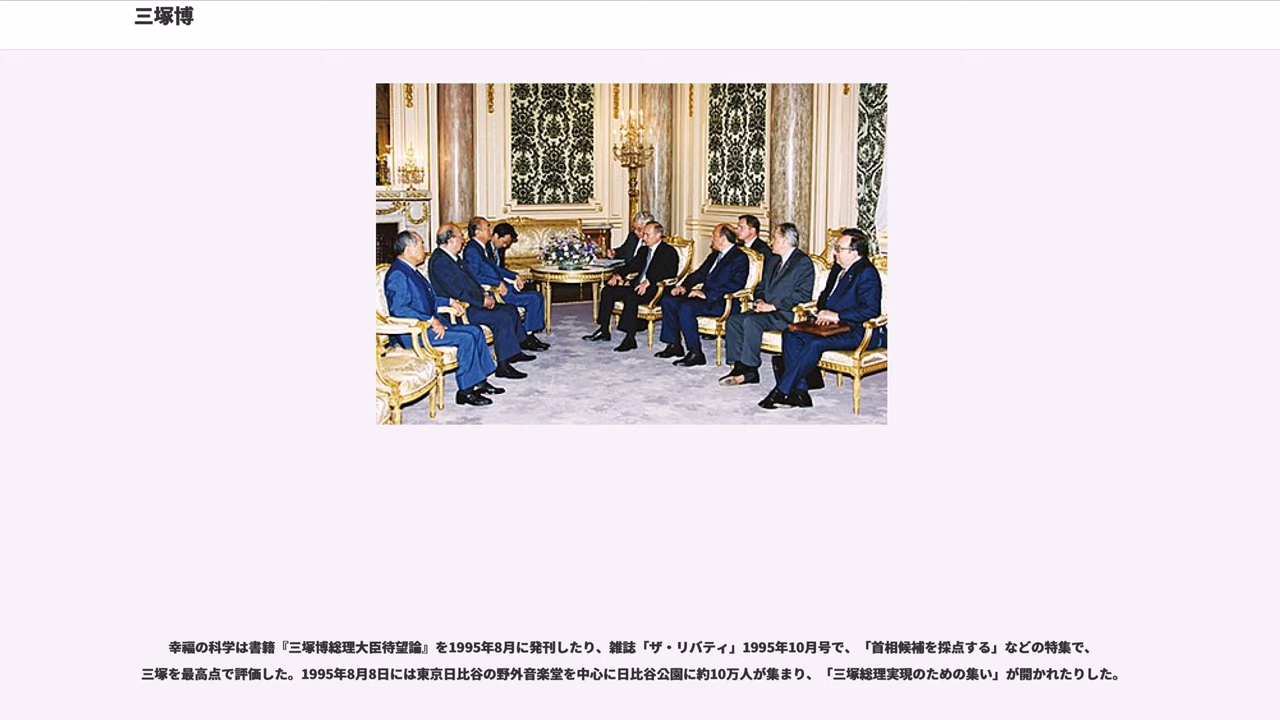 三塚博
幸福の科学は書籍『三塚博総理大臣待望論』を1995年8月に発刊したり、雑誌「ザ・リバティ」1995年10月号で、「首相候補を採点する」などの特集で、
三塚を最高点で評価した。1995年8月8日には東京日比谷の野外音楽堂を中心に日比谷公園に約10万人が集まり、「三塚総理実現のための集い」が開かれたりした。